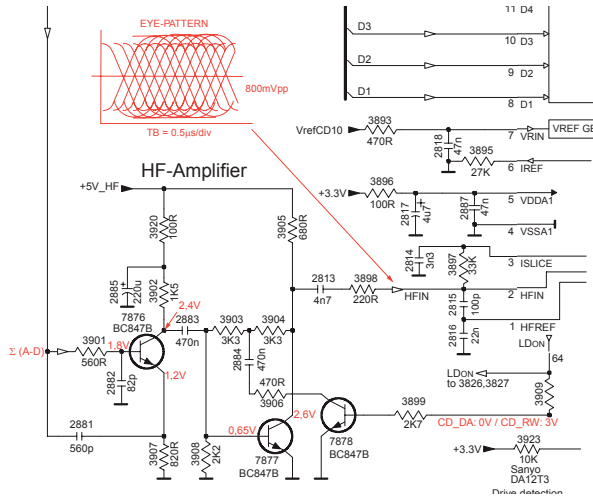 EYE-PATTERN
800mVpp
TB = 0.5µs/div
11 D4
D3
10 D3
D2
9 D2
D1
8 D1
VrefCD10
3893
470R
2818
47n
7 VRIN
VREF GE
3895
27K
6 IREF
HF-Amplifier
+5V_HF
+3.3V
3896
100R
2817
4u7
2887
47n
5 VDDA1
4 VSSA1
3920
100R
3905
680R
2814
3n3
3897
33K
3 ISLICE
2885
220u
3902
1K5
2813
4n7
3898
220R
HFIN
2 HFIN
2815
100p
2816
22n
1 HFREF
7876
BC847B
2,4V
2883
470n
3903
3K3
3904
3K3
LDON
64
Σ (A-D)
3901
560R
1.8V
2882
82p
1,2V
2884
470n
470R
3906
LDON
to 3826,3827
3909
2881
560p
3907
820R
3908
2K2
0,65V
2,6V
7877
BC847B
7878
BC847B
3899
2K7
CD_DA: 0V / CD_RW: 3V
+3.3V
3923
10K
Sanyo
DA12T3
Drive detection